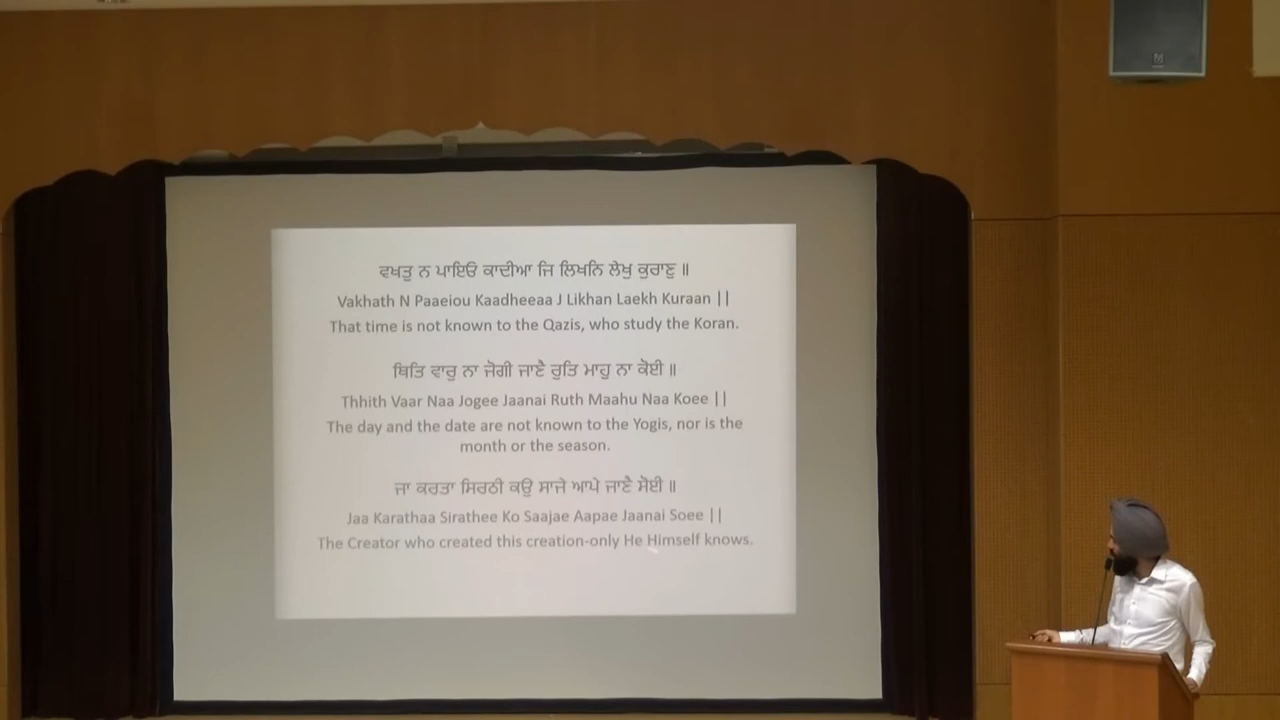 ਵਖਤੁ ਨ ਪਾਇਓ ਕਾਦੀਆ ਜਿ ਲਿਖਨਿ ਲੇਖੁ ਕੁਰਾਣੁ ॥
Vakhath N Paaeiou Kaadheeaa J Likhan Laekh Kuraan ||
That time is not known to the Qazis, who study the Koran.
ਥਿਤਿ ਵਾਰੁ ਨਾ ਜੋਗੀ ਜਾਣੈ ਰੁਤਿ ਮਾਹੁ ਨਾ ਕੋਈ ॥
Thhith Vaar Naa Jogee Jaanai Ruth Maahu Naa Koee ||
The day and the date are not known to the Yogis, nor is the
month or the season.
ਜਾ ਕਰਤਾ ਸਿਰਠੀ ਕਉ ਸਾਜੇ ਆਪੇ ਜਾਣੈ ਸੋਈ ॥
Jaa Karathaa Sirathee Ko Saajae Aapae Jaanai Soee ||
The Creator who created this creation-only He Himself knows.